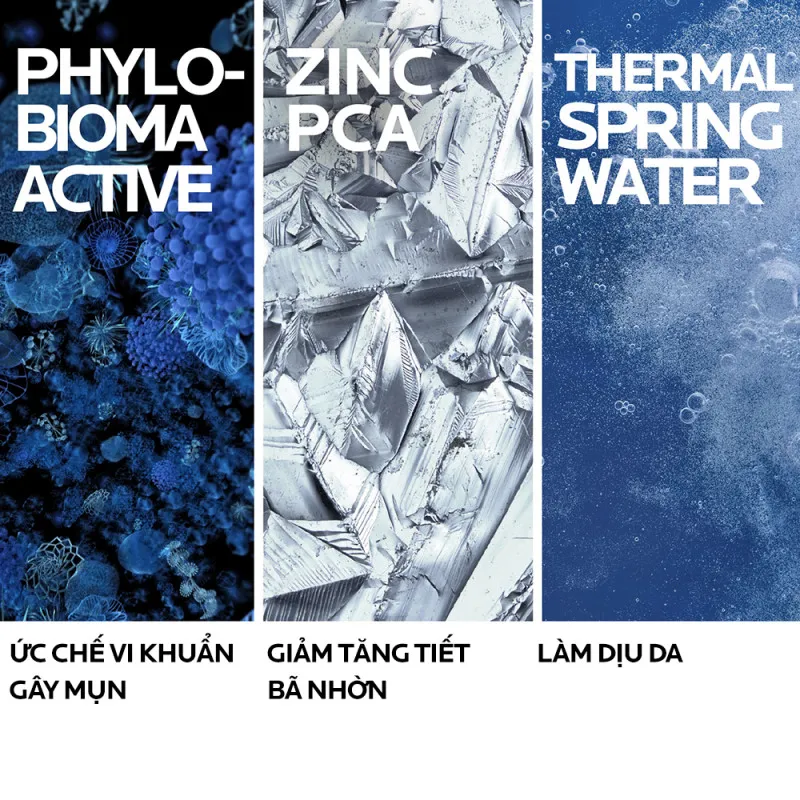 PHYLO-
BIOMA
ACTIVE
ZINC
PCA
THERMAL
SPRING
WATER
ỨC CHẾ VI KHUẨN
GÂY MỤN
GIẢM TĂNG TIẾT
BÃ NHỜN
LÀM DỊU DA